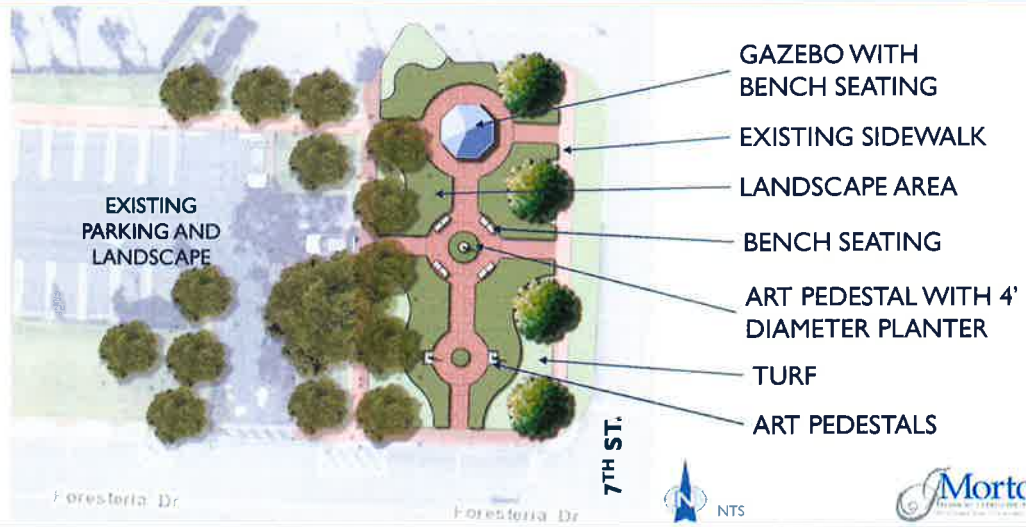 GAZEBO WITH
BENCH SEATING
EXISTING SIDEWALK
LANDSCAPE AREA
BENCH SEATING
ART PEDESTAL WITH 4'
DIAMETER PLANTER
TURF
ART PEDESTALS
EXISTING
PARKING AND
LANDSCAPE
7TH ST.
Foresteria Dr
Foresteria Dr
N
NTS
Morto